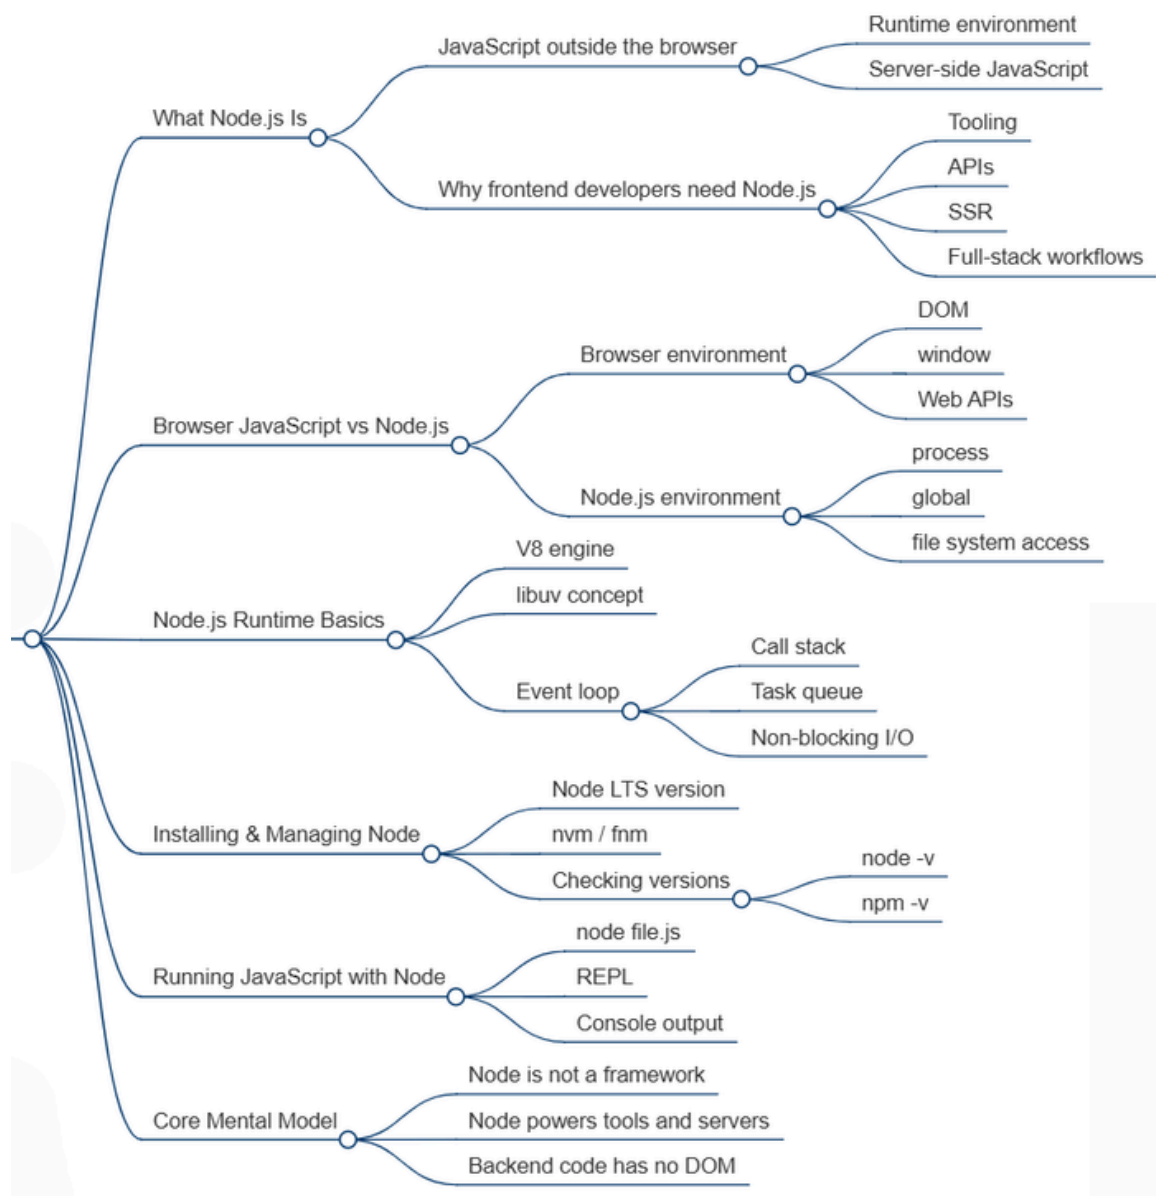 What Node.js Is
JavaScript outside the browser
Runtime environment
Server-side JavaScript
Why frontend developers need Node.js
Tooling
APIs
SSR
Full-stack workflows
Browser JavaScript vs Node.js
Browser environment
DOM
window
Web APIs
Node.js environment
process
global
file system access
Node.js Runtime Basics
V8 engine
libuv concept
Event loop
Call stack
Task queue
Non-blocking I/O
Installing & Managing Node
Node LTS version
nvm / fnm
Checking versions
node -v
npm -v
Running JavaScript with Node
node file.js
REPL
Console output
Core Mental Model
Node is not a framework
Node powers tools and servers
Backend code has no DOM